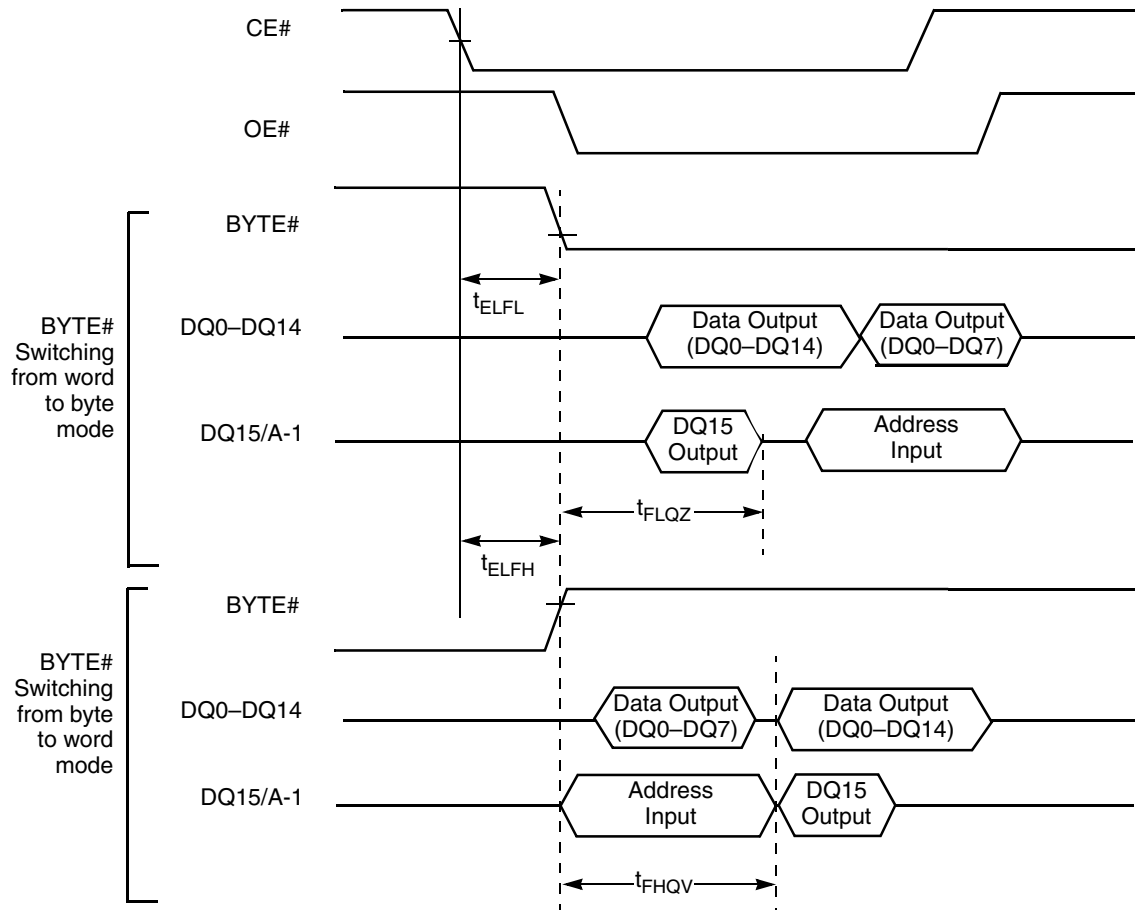 CE#
OE#
BYTE#
tELFL
BYTE#
Switching
from word
to byte
mode
DQ0–DQ14
Data Output
(DQ0–DQ14)
Data Output
(DQ0–DQ7)
DQ15/A-1
DQ15
Output
Address
Input
tFLQZ
tELFH
BYTE#
BYTE#
Switching
from byte
to word
mode
DQ0–DQ14
Data Output
(DQ0–DQ7)
Data Output
(DQ0–DQ14)
DQ15/A-1
Address
Input
DQ15
Output
tFHQV